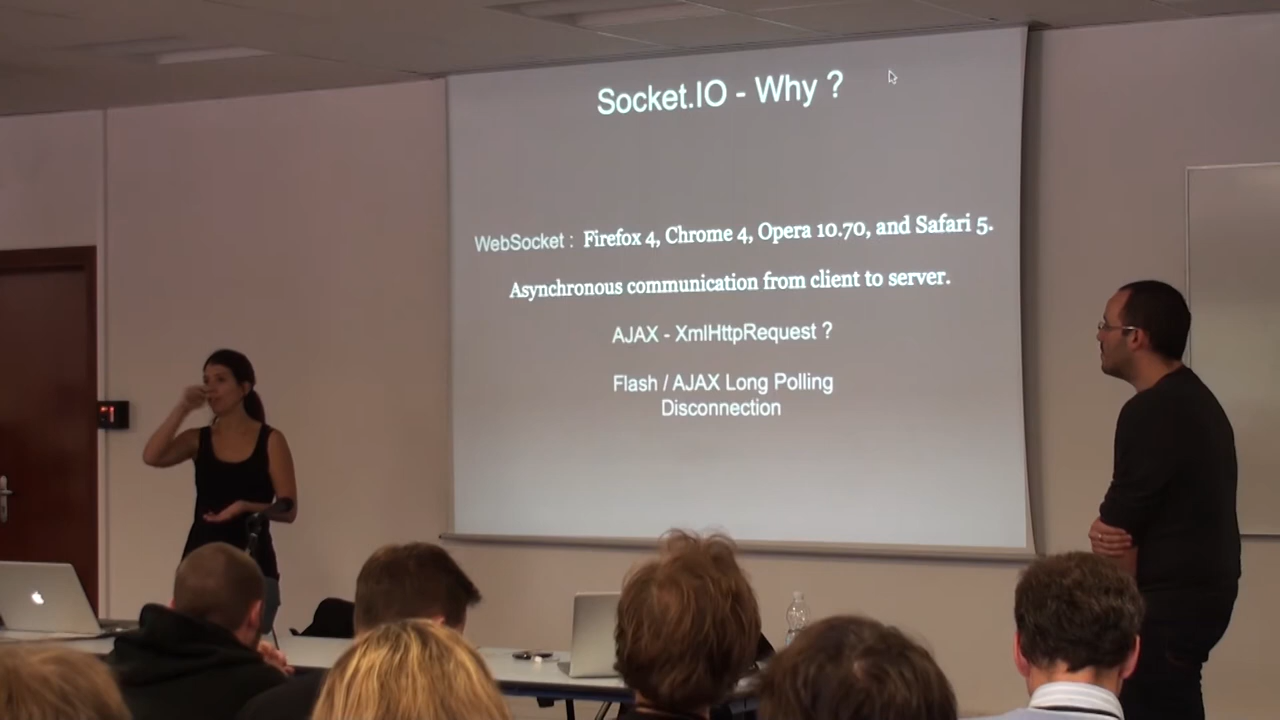 Socket.IO - Why ?
WebSocket : Firefox 4, Chrome 4, Opera 10.70, and Safari 5.
Asynchronous communication from client to server.
AJAX - XmlHttpRequest ?
Flash / AJAX Long Polling
Disconnection